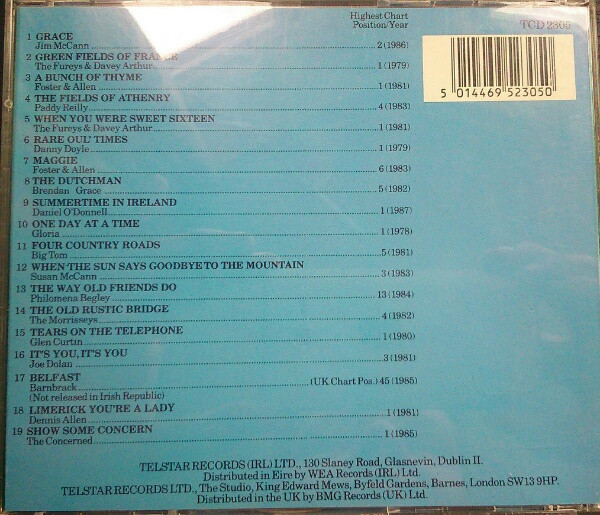 Highest Chart
Position/Year
TCD 2305
5 014469 523050
1 GRACE
Jim McCann 2 (1986)
2 GREEN FIELDS OF FRANCE
The Fureys & Davey Arthur 1 (1979)
3 A BUNCH OF THYME
Foster & Allen 1 (1981)
4 THE FIELDS OF ATHENRY
Paddy Reilly 4 (1983)
5 WHEN YOU WERE SWEET SIXTEEN
The Fureys & Davey Arthur 1 (1981)
6 RARE OUL' TIMES
Danny Doyle 1 (1979)
7 MAGGIE
Foster & Allen 6 (1983)
8 THE DUTCHMAN
Brendan Grace 5 (1982)
9 SUMMERTIME IN IRELAND
Daniel O'Donnell 1 (1987)
10 ONE DAY AT A TIME
Gloria 1 (1978)
11 FOUR COUNTRY ROADS
Big Tom 5 (1981)
12 WHEN THE SUN SAYS GOODBYE TO THE MOUNTAIN
Susan McCann 3 (1983)
13 THE WAY OLD FRIENDS DO
Philomena Begley 13 (1984)
14 THE OLD RUSTIC BRIDGE
The Morrisseys 4 (1982)
15 TEARS ON THE TELEPHONE
Glen Curtin 1 (1980)
16 IT'S YOU, IT'S YOU
Joe Dolan 3 (1981)
17 BELFAST
Barnbrack (UK Chart Pos.) 45 (1985)
(Not released in Irish Republic)
18 LIMERICK YOU'RE A LADY
Dennis Allen 1 (1981)
19 SHOW SOME CONCERN
The Concerned 1 (1985)
TELSTAR RECORDS (IRL) LTD., 130 Slaney Road, Glasnevin, Dublin II.
Distributed in Eire by WEA Records (IRL) Ltd.
TELSTAR RECORDS LTD., The Studio, King Edward Mews, Byfeld Gardens, Barnes, London SW13 9HP.
Distributed in the UK by BMG Records (UK) Ltd.